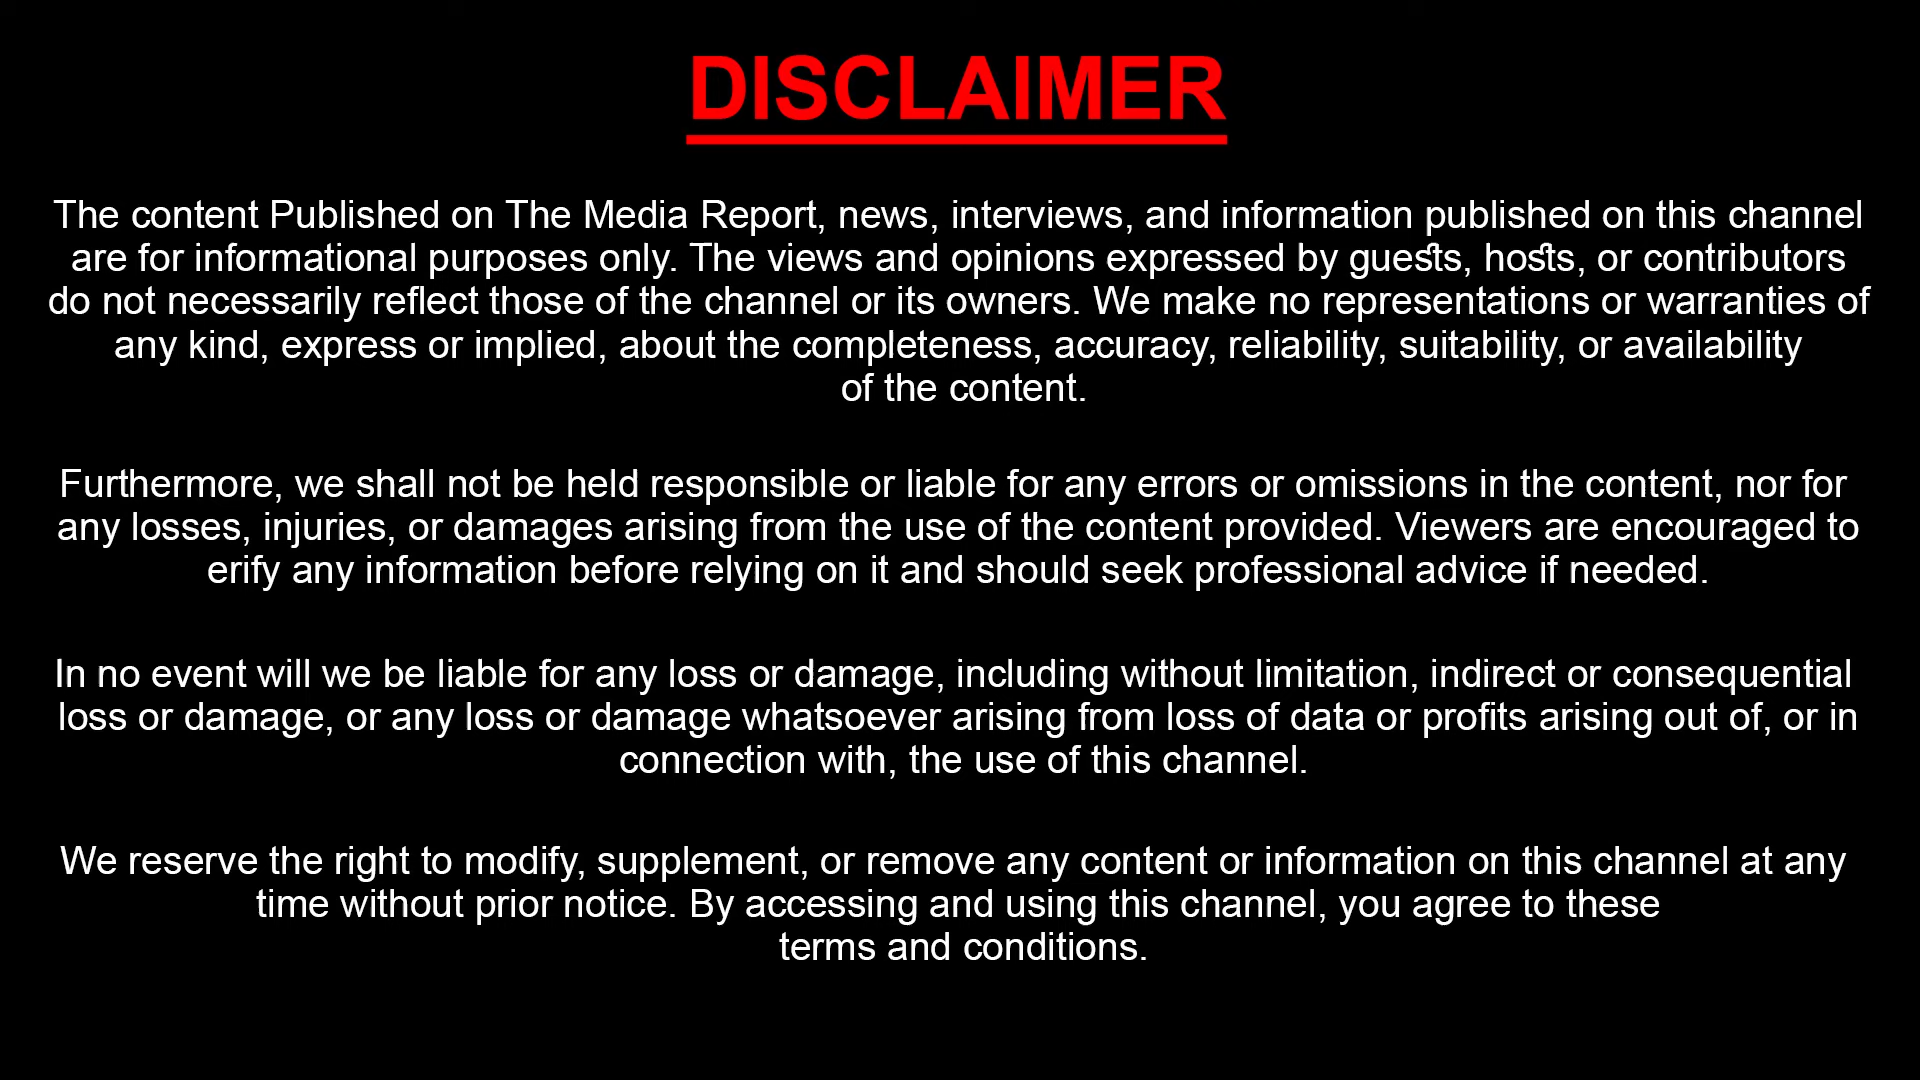 DISCLAIMER
The content Published on The Media Report, news, interviews, and information published on this channel
are for informational purposes only. The views and opinions expressed by guests, hosts, or contributors
do not necessarily reflect those of the channel or its owners. We make no representations or warranties of
any kind, express or implied, about the completeness, accuracy, reliability, suitability, or availability
of the content.
Furthermore, we shall not be held responsible or liable for any errors or omissions in the content, nor for
any losses, injuries, or damages arising from the use of the content provided. Viewers are encouraged to
erify any information before relying on it and should seek professional advice if needed.
In no event will we be liable for any loss or damage, including without limitation, indirect or consequential
loss or damage, or any loss or damage whatsoever arising from loss of data or profits arising out of, or in
connection with, the use of this channel.
We reserve the right to modify, supplement, or remove any content or information on this channel at any
time without prior notice. By accessing and using this channel, you agree to these
terms and conditions.